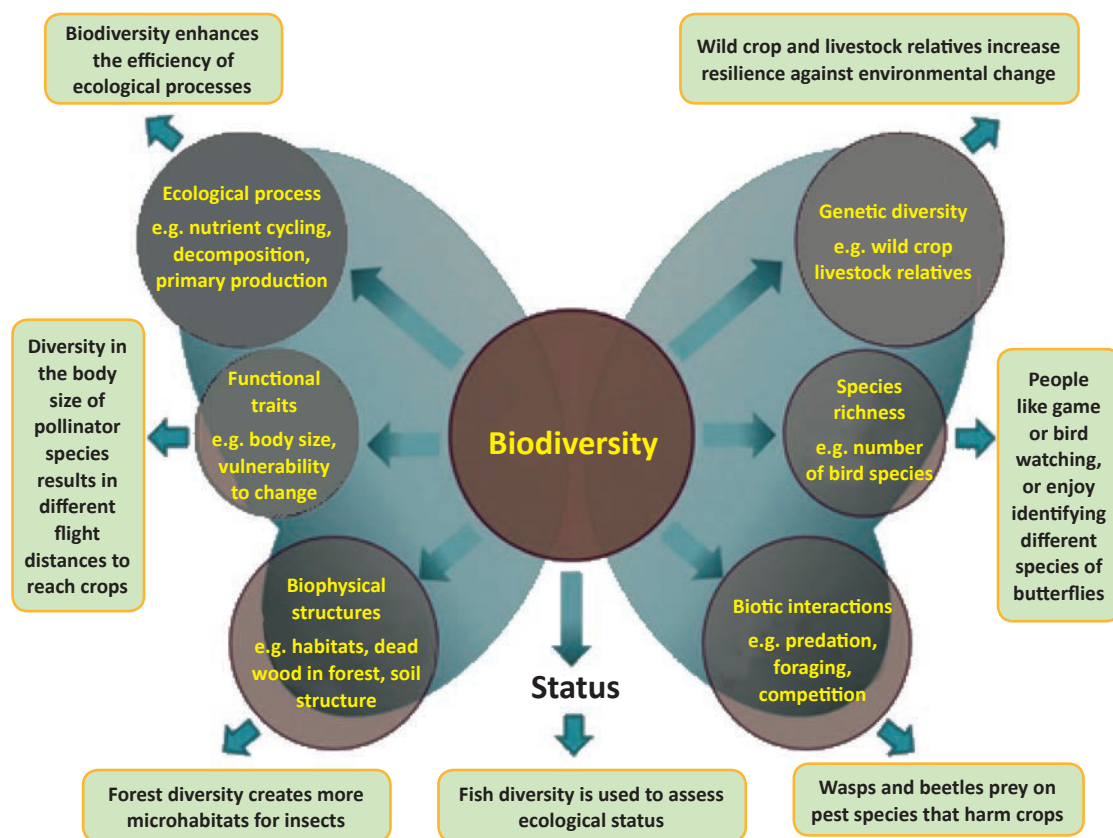 Biodiversity enhances
the efficiency of
ecological processes
Wild crop and livestock relatives increase
resilience against environmental change
Ecological process
e.g. nutrient cycling,
decomposition,
primary production
Genetic diversity
e.g. wild crop
livestock relatives
Diversity in
the body
size of
pollinator
species
results in
different
flight
distances to
reach crops
Functional
traits
e.g. body size,
vulnerability
to change
Biodiversity
Species
richness
e.g. number
of bird species
People
like game
or bird
watching,
or enjoy
identifying
different
species of
butterflies
Biophysical
structures
e.g. habitats, dead
wood in forest, soil
structure
Status
Biotic interactions
e.g. predation,
foraging,
competition
Forest diversity creates more
microhabitats for insects
Fish diversity is used to assess
ecological status
Wasps and beetles prey on
pest species that harm crops